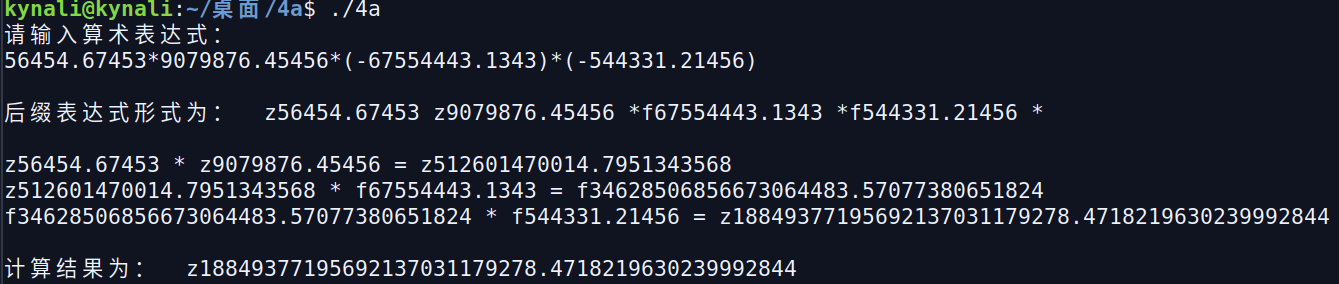 kynali@kynali:~/桌面/4a$ ./4a
请输入算术表达式：
56454.67453*9079876.45456*(-67554443.1343)*(-544331.21456)
后缀表达式形式为： z56454.67453 z9079876.45456 *f67554443.1343 *f544331.21456 *
z56454.67453 * z9079876.45456 = z512601470014.7951343568
z512601470014.7951343568 * f67554443.1343 = f34628506856673064483.57077380651824
f34628506856673064483.57077380651824 * f544331.21456 = z18849377195692137031179278.4718219630239992844
计算结果为： z18849377195692137031179278.4718219630239992844